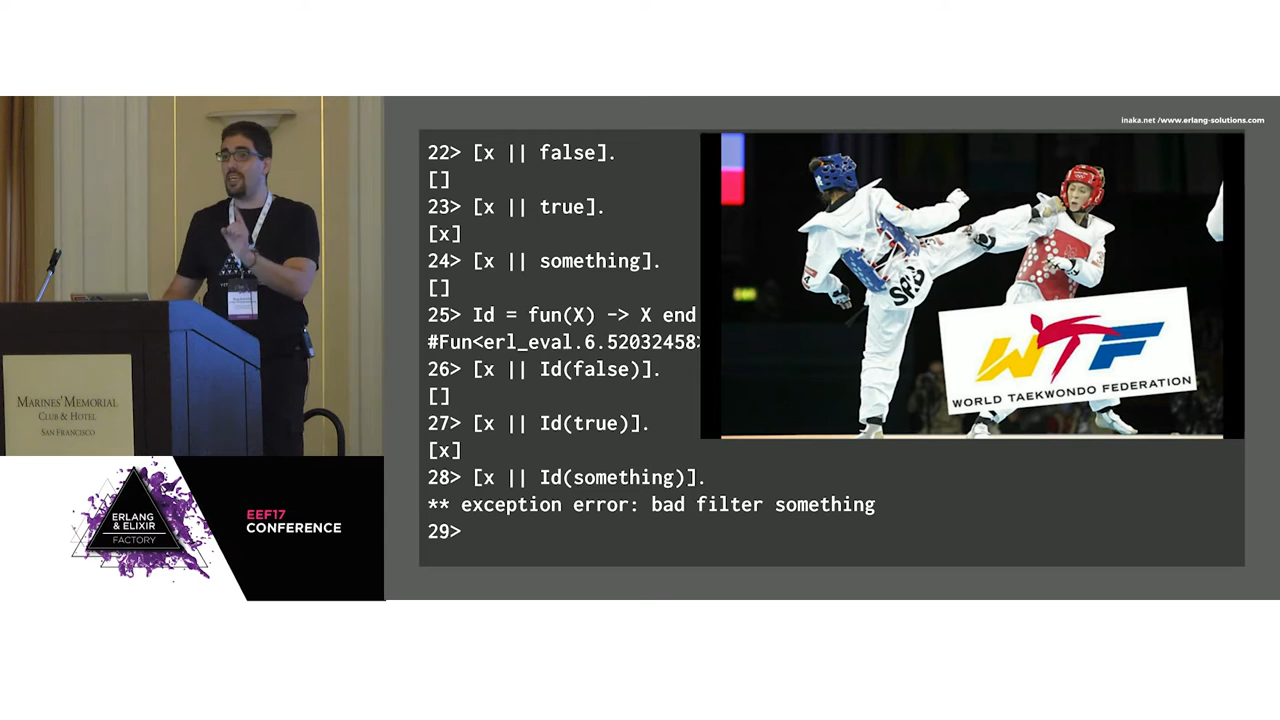 inaka.net /www.erlang-solutions.com
22> [x || false].
[]
23> [x || true].
[x]
24> [x || something].
[]
25> Id = fun(X) -> X end
#Fun<erl_eval.6.52032458>
26> [x || Id(false)].
[]
27> [x || Id(true)].
[x]
28> [x || Id(something)].
** exception error: bad filter something
29>
SRB
WTF
WORLD TAEKWONDO FEDERATION
MARINES' MEMORIAL
CLUB & HOTEL
SAN FRANCISCO
ERLANG
& ELIXIR
FACTORY
EEF17
CONFERENCE